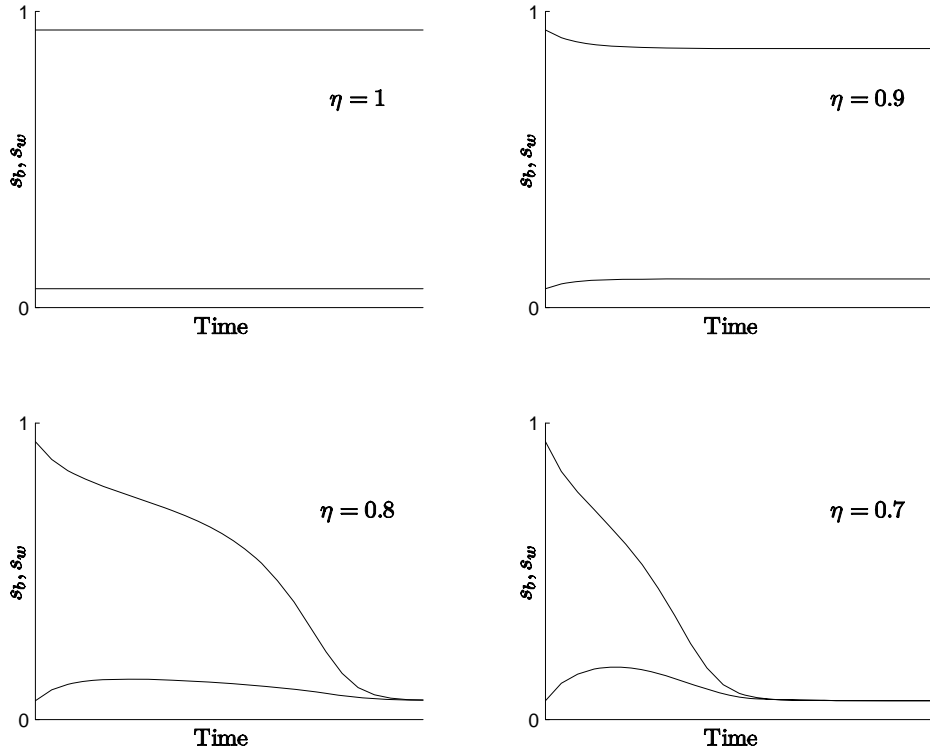 1
η = 1
s_b, s_w
0
Time
1
η = 0.9
s_b, s_w
0
Time
1
η = 0.8
s_b, s_w
0
Time
1
η = 0.7
s_b, s_w
0
Time